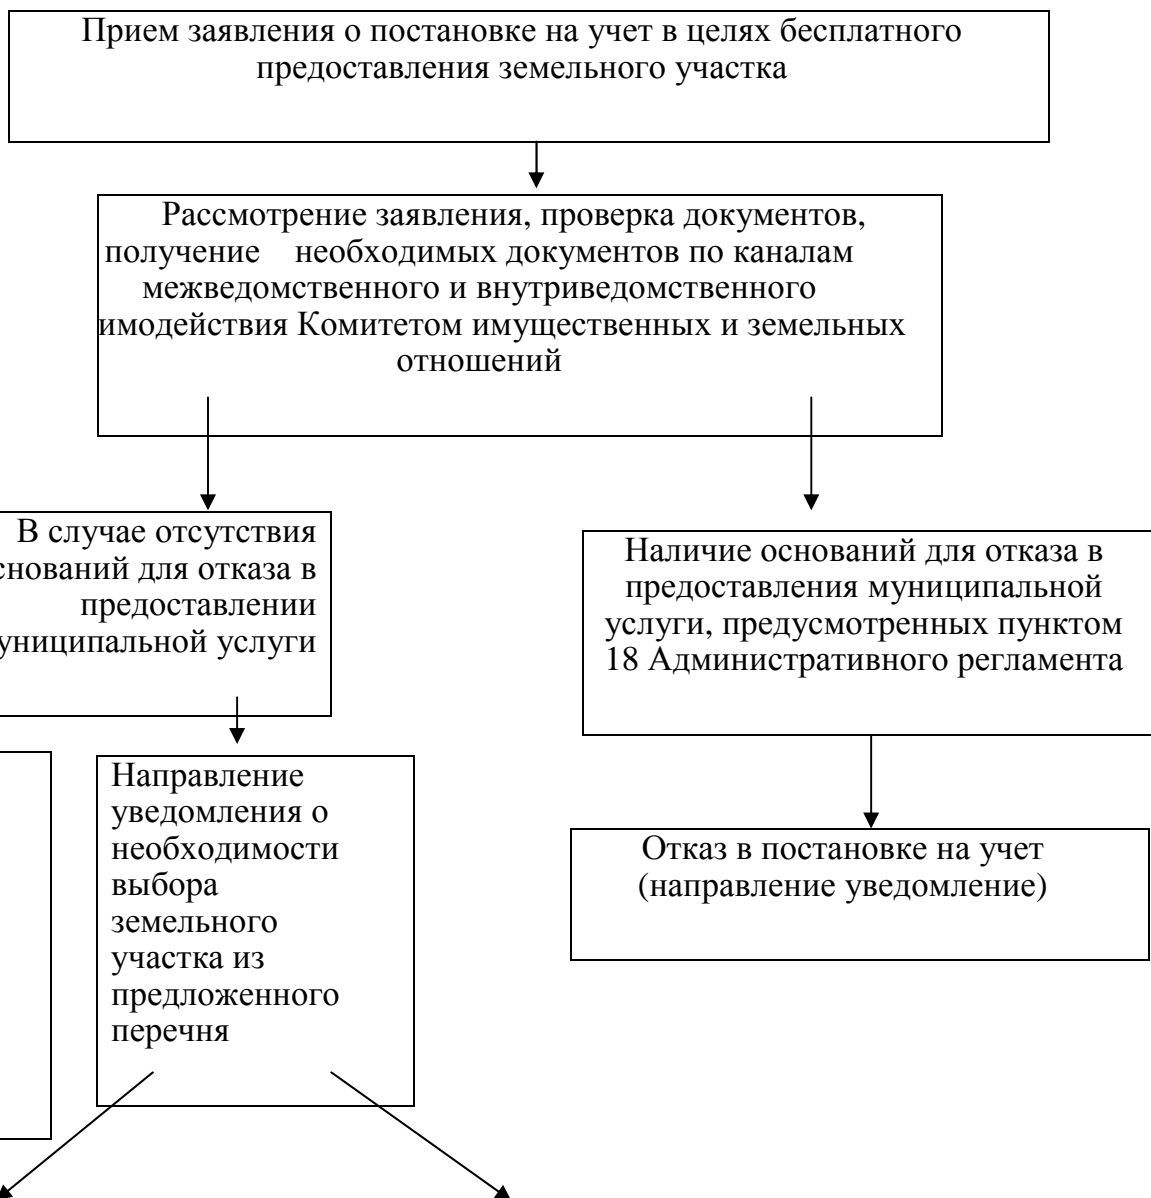 Прием заявления о постановке на учет в целях бесплатного
предоставления земельного участка
Рассмотрение заявления, проверка документов,
получение необходимых документов по каналам
межведомственного и внутриведомственного
имодействия Комитетом имущественных и земельных
отношений
В случае отсутствия
снований для отказа в
предоставлении
униципальной услуги
Наличие оснований для отказа в
предоставления муниципальной
услуги, предусмотренных пунктом
18 Административного регламента
Направление
уведомления о
необходимости
выбора
земельного
участка из
предложенного
перечня
Отказ в постановке на учет
(направление уведомление)